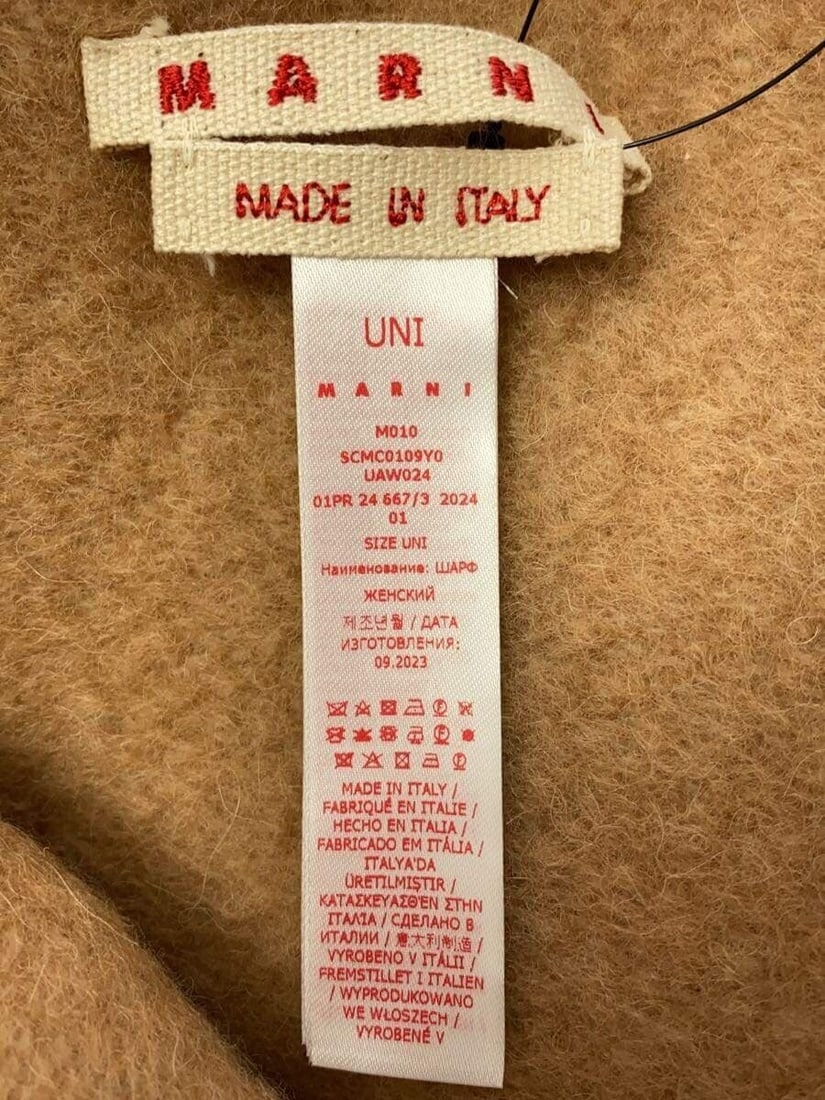 MARNI
MADE IN ITALY
UNI
MARNI
M010
SCMC0109Y0
UAW024
01PR 24 667/3 2024
01
SIZE UNI
Наименование: ШАРФ
ЖЕНСКИЙ
제조년월 / ДАТА
ИЗГОТОВЛЕНИЯ:
09.2023
MADE IN ITALY /
FABRIQUÉ EN ITALIE /
HECHO EN ITALIA /
FABRICADO EM ITÁLIA /
ITALYA'DA
ÜRETILMIŞTIR /
ΚΑΤΑΣΚΕΥΑΣΘΈΝ ΣΤΗΝ
ΙΤΑΛΊΑ / СДЕЛАНО В
ИТАЛИИ / 意大利制造 /
VYROBENO V ITÁLII /
FREMSTILLET I ITALIEN
/ WYPRODUKOWANO
WE WŁOSZECH /
VYROBENÉ V